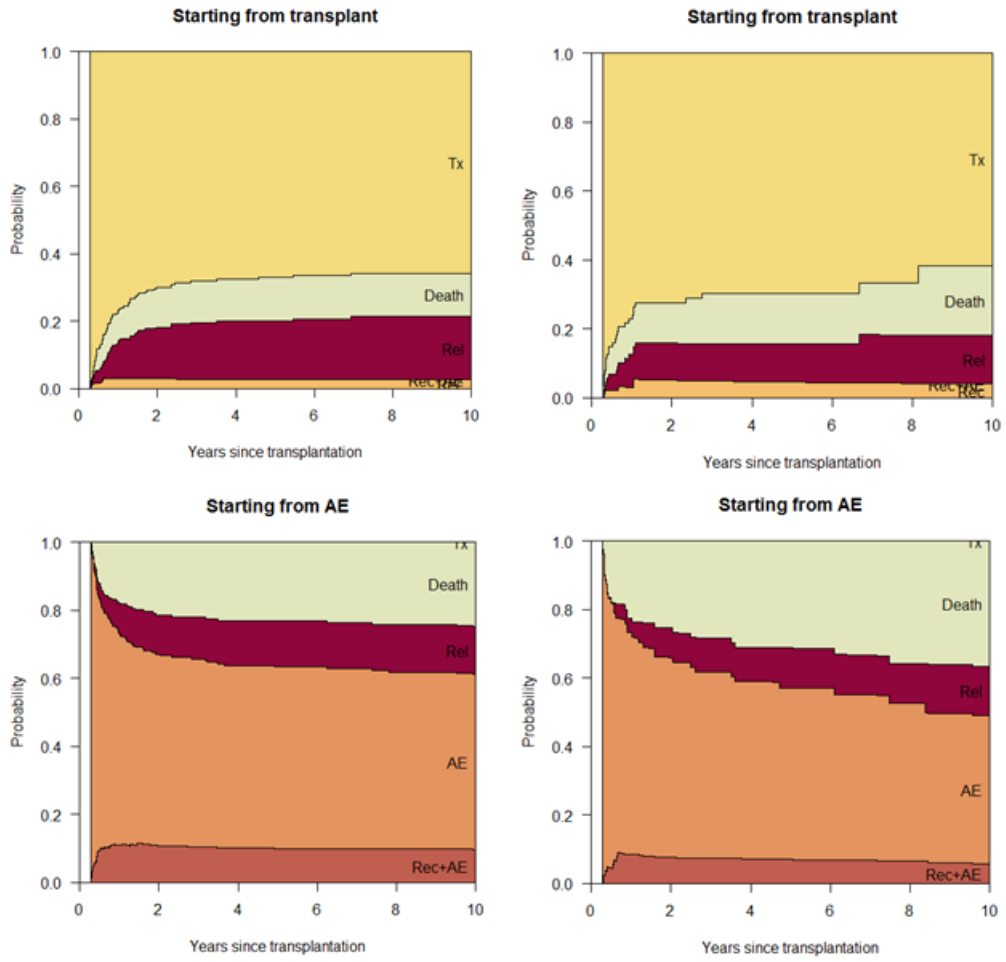 Starting from transplant
1.0
0.8
0.6
0.4
0.2
0.0
Probability
Tx
Death
Rel
0 2 4 6 8 10
Years since transplantation
Starting from transplant
1.0
0.8
0.6
0.4
0.2
0.0
Probability
Tx
Death
Rel
Rec+AE
Rec
0 2 4 6 8 10
Years since transplantation
Starting from AE
1.0
0.8
0.6
0.4
0.2
0.0
Probability
Tx
Death
Rel
AE
Rec+AE
0 2 4 6 8 10
Years since transplantation
Starting from AE
1.0
0.8
0.6
0.4
0.2
0.0
Probability
Tx
Death
Rel
AE
Rec+AE
0 2 4 6 8 10
Years since transplantation